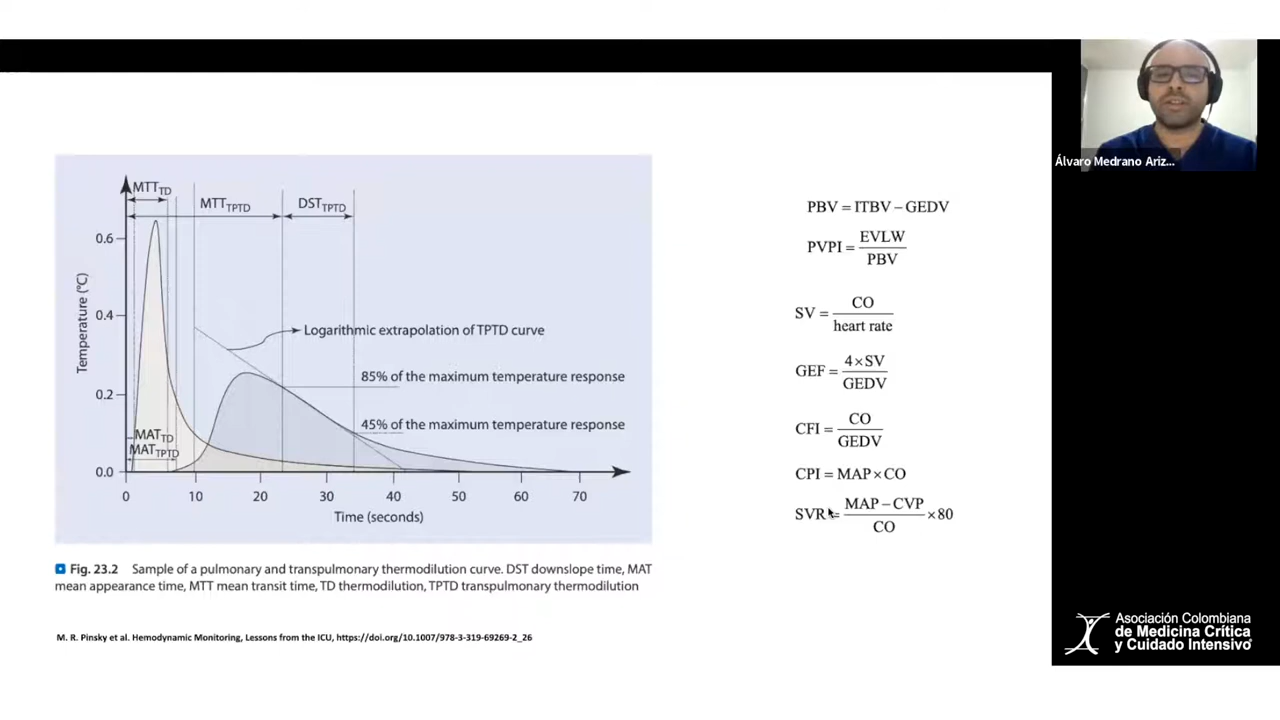 MTT_TD
MTT_TPTD
DST_TPTD
0.6
0.4
0.2
0.0
Temperature (°C)
Logarithmic extrapolation of TPTD curve
85% of the maximum temperature response
45% of the maximum temperature response
MAT_TD
MAT_TPTD
0 10 20 30 40 50 60 70
Time (seconds)
Fig. 23.2 Sample of a pulmonary and transpulmonary thermodilution curve. DST downslope time, MAT
mean appearance time, MTT mean transit time, TD thermodilution, TPTD transpulmonary thermodilution
M. R. Pinsky et al. Hemodynamic Monitoring, Lessons from the ICU, https://doi.org/10.1007/978-3-319-69269-2_26
PBV = ITBV – GEDV
PVPI = EVLW / PBV
SV = CO / heart rate
GEF = 4×SV / GEDV
CFI = CO / GEDV
CPI = MAP × CO
SVR = MAP – CVP / CO ×80
Álvaro Medrano Ariz...
Asociación Colombiana
de Medicina Crítica
y Cuidado Intensivo